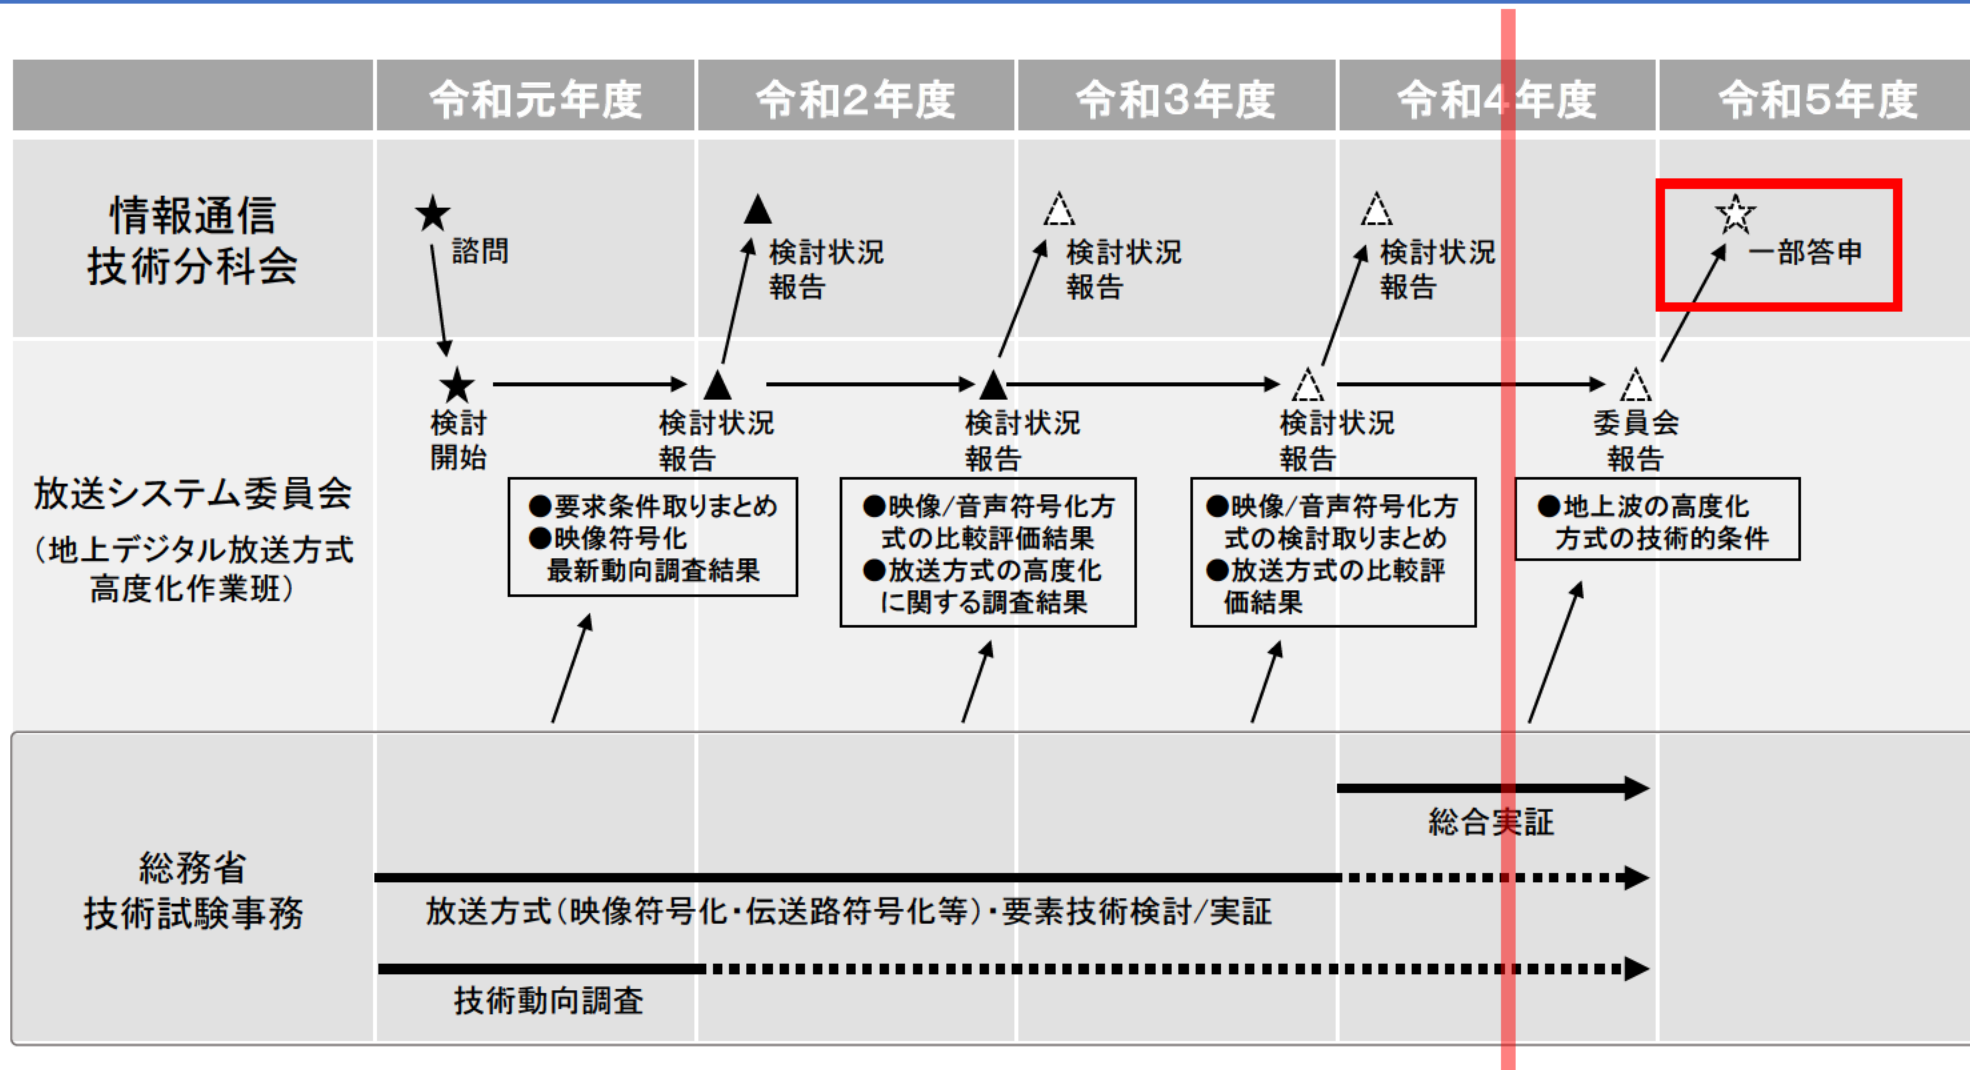 令和元年度
令和2年度
令和3年度
令和4年度
令和5年度
情報通信
技術分科会
諮問
検討状況
報告
検討状況
報告
検討状況
報告
一部答申
放送システム委員会
（地上デジタル放送方式
高度化作業班）
検討
開始
検討状況
報告
検討状況
報告
検討状況
報告
委員会
報告
●要求条件取りまとめ
●映像符号化
最新動向調査結果
●映像/音声符号化方
式の比較評価結果
●放送方式の高度化
に関する調査結果
●映像/音声符号化方
式の検討取りまとめ
●放送方式の比較評
価結果
●地上波の高度化
方式の技術的条件
総務省
技術試験事務
総合実証
放送方式（映像符号化・伝送路符号化等）・要素技術検討/実証
技術動向調査